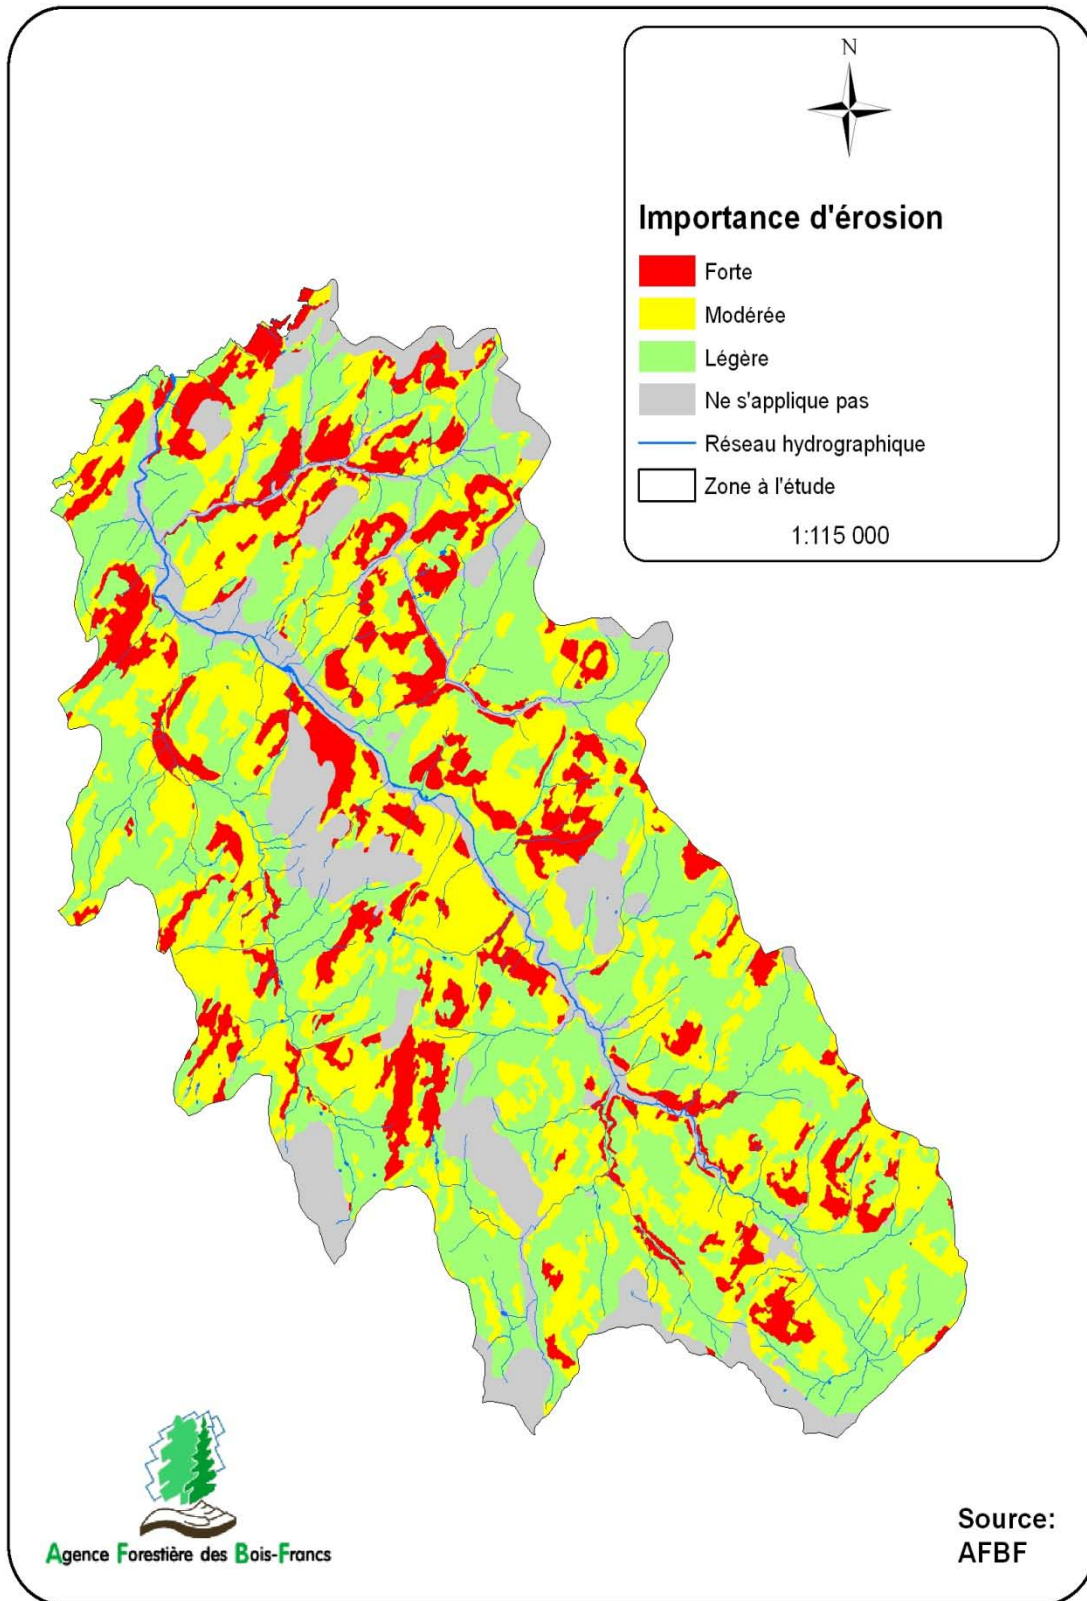 N
Importance d'érosion
Forte
Modérée
Légère
Ne s'applique pas
Réseau hydrographique
Zone à l'étude
1:115 000
Agence Forestière des Bois-Francs
Source:
AFBF